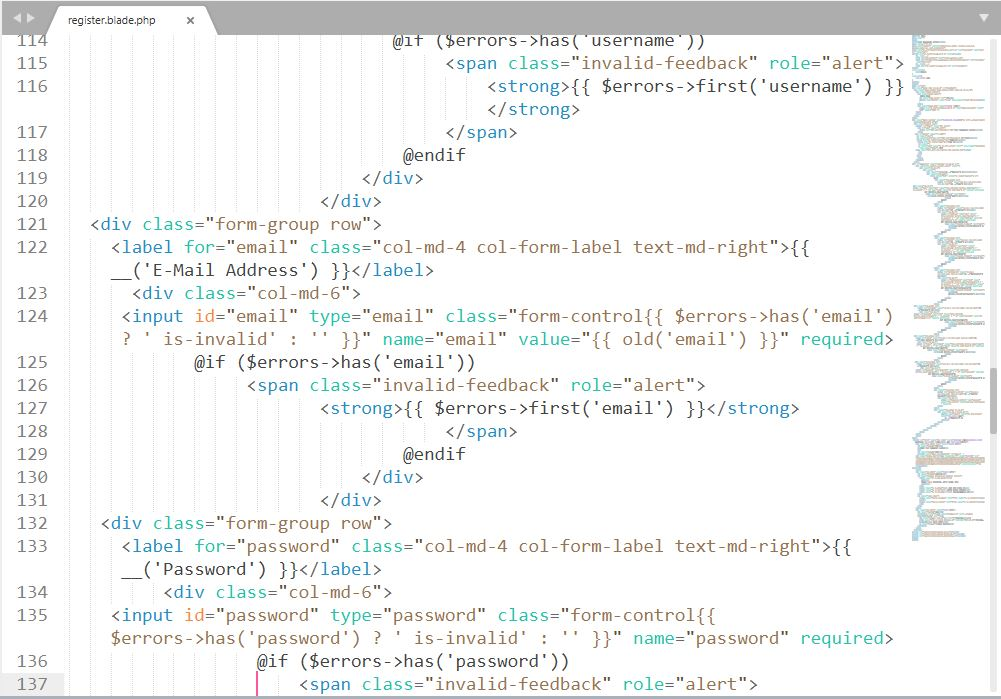 register.blade.php ×
114 @if ($errors->has('username'))
115 <span class="invalid-feedback" role="alert">
116 <strong>{{ $errors->first('username') }}
</strong>
117 </span>
118 @endif
119 </div>
120 </div>
121 <div class="form-group row">
122 <label for="email" class="col-md-4 col-form-label text-md-right">{{
__('E-Mail Address') }}</label>
123 <div class="col-md-6">
124 <input id="email" type="email" class="form-control{{ $errors->has('email')
? ' is-invalid' : '' }}" name="email" value="{{ old('email') }}" required>
125 @if ($errors->has('email'))
126 <span class="invalid-feedback" role="alert">
127 <strong>{{ $errors->first('email') }}</strong>
128 </span>
129 @endif
130 </div>
131 </div>
132 <div class="form-group row">
133 <label for="password" class="col-md-4 col-form-label text-md-right">{{
__('Password') }}</label>
134 <div class="col-md-6">
135 <input id="password" type="password" class="form-control{{
$errors->has('password') ? ' is-invalid' : '' }}" name="password" required>
136 @if ($errors->has('password'))
137 <span class="invalid-feedback" role="alert">